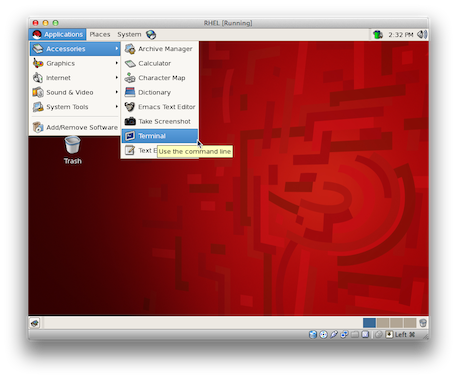 RHEL [Running]
Applications Places System 2:32 PM
Accessories
Graphics
Internet
Sound & Video
System Tools
Add/Remove Software
Archive Manager
Calculator
Character Map
Dictionary
Emacs Text Editor
Take Screenshot
Terminal
Text E
Use the command line
Trash
Left ⌘